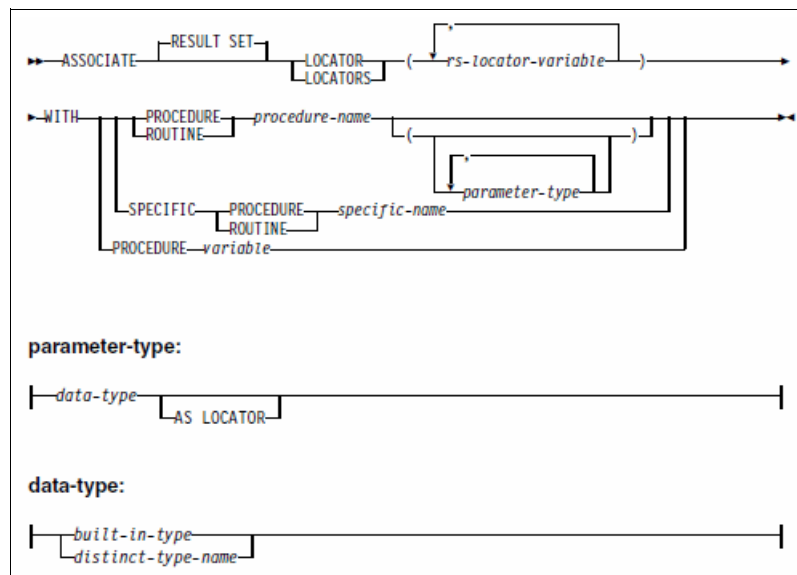 RESULT SET
ASSOCIATE LOCATOR ( rs-locator-variable )
LOCATORS
,
WITH PROCEDURE procedure-name
ROUTINE ( )
,
parameter-type
SPECIFIC PROCEDURE specific-name
ROUTINE
PROCEDURE variable
parameter-type:
data-type
AS LOCATOR
data-type:
built-in-type
distinct-type-name